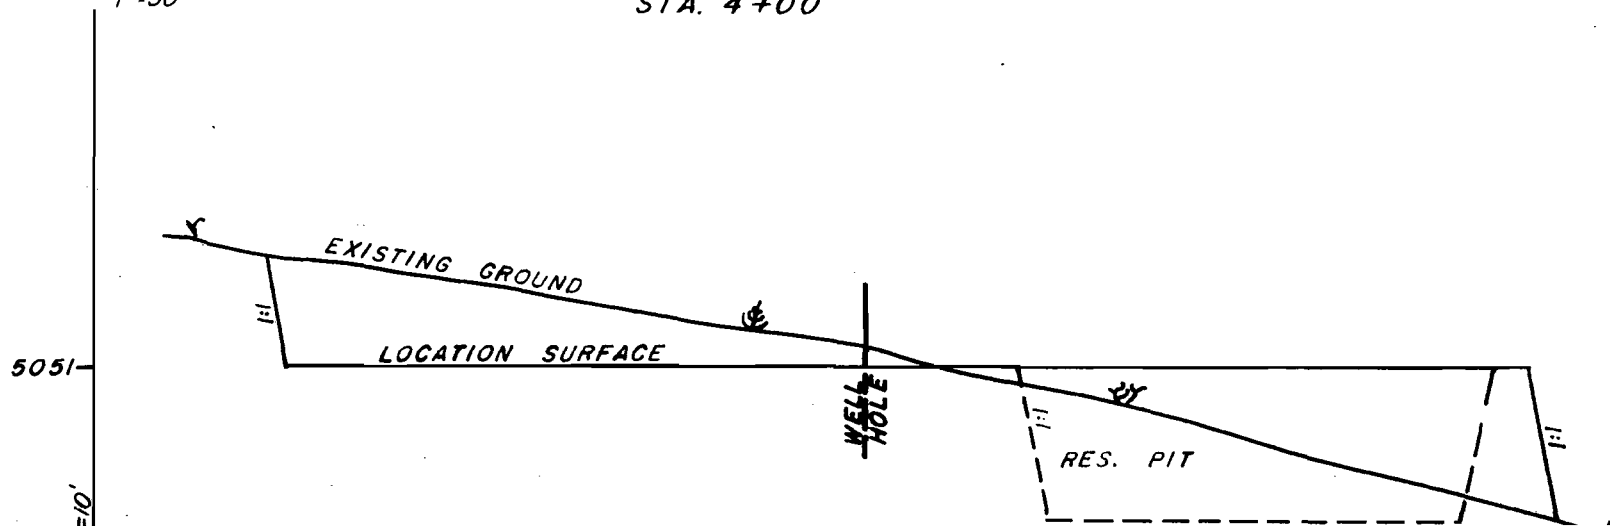 STA. 4+00
EXISTING GROUND
1:1
LOCATION SURFACE
5051
WELL
HOLE
1:1
1:1
RES. PIT
=10'